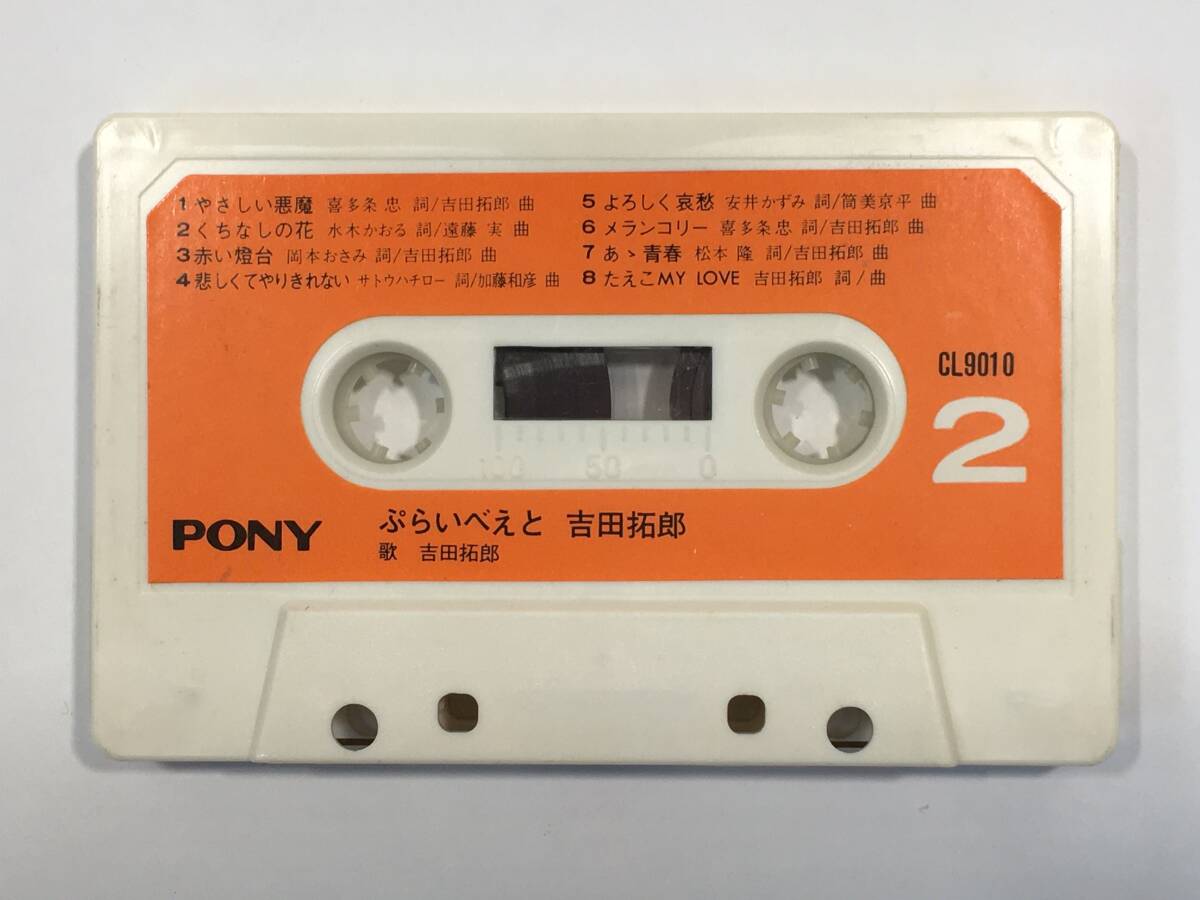 1 やさしい悪魔 喜多条 忠 詞/吉田拓郎 曲
2 くちなしの花 水木かおる 詞/遠藤 実 曲
3 赤い燈台 岡本おさみ 詞/吉田拓郎 曲
4 悲しくてやりきれない サトウハチロー 詞/加藤和彦 曲
5 よろしく哀愁 安井かずみ 詞/筒美京平 曲
6 メランコリー 喜多条忠 詞/吉田拓郎 曲
7 あゝ青春 松本 隆 詞/吉田拓郎 曲
8 たえこMY LOVE 吉田拓郎 詞/曲
CL9010
2
100 50 0
PONY
ぷらいべえと 吉田拓郎
歌 吉田拓郎